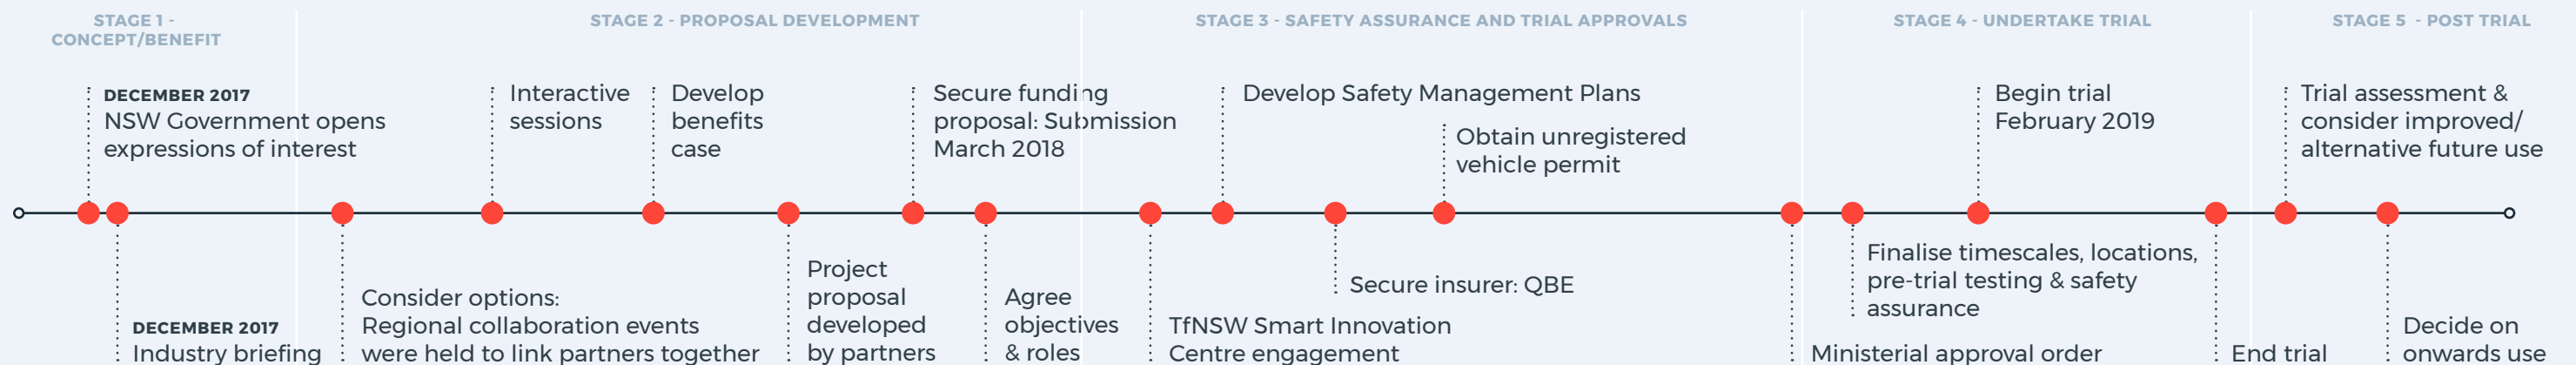 STAGE 1 -
CONCEPT/BENEFIT
STAGE 2 - PROPOSAL DEVELOPMENT
STAGE 3 - SAFETY ASSURANCE AND TRIAL APPROVALS
STAGE 4 - UNDERTAKE TRIAL
STAGE 5 - POST TRIAL
DECEMBER 2017
NSW Government opens
expressions of interest
Interactive
sessions
Develop
benefits
case
Secure funding
proposal: Submission
March 2018
Develop Safety Management Plans
Obtain unregistered
vehicle permit
Begin trial
February 2019
Trial assessment &
consider improved/
alternative future use
DECEMBER 2017
Industry briefing
Consider options:
Regional collaboration events
were held to link partners together
Project
proposal
developed
by partners
Agree
objectives
& roles
TfNSW Smart Innovation
Centre engagement
Secure insurer: QBE
Ministerial approval order
Finalise timescales, locations,
pre-trial testing & safety
assurance
End trial
Decide on
onwards use